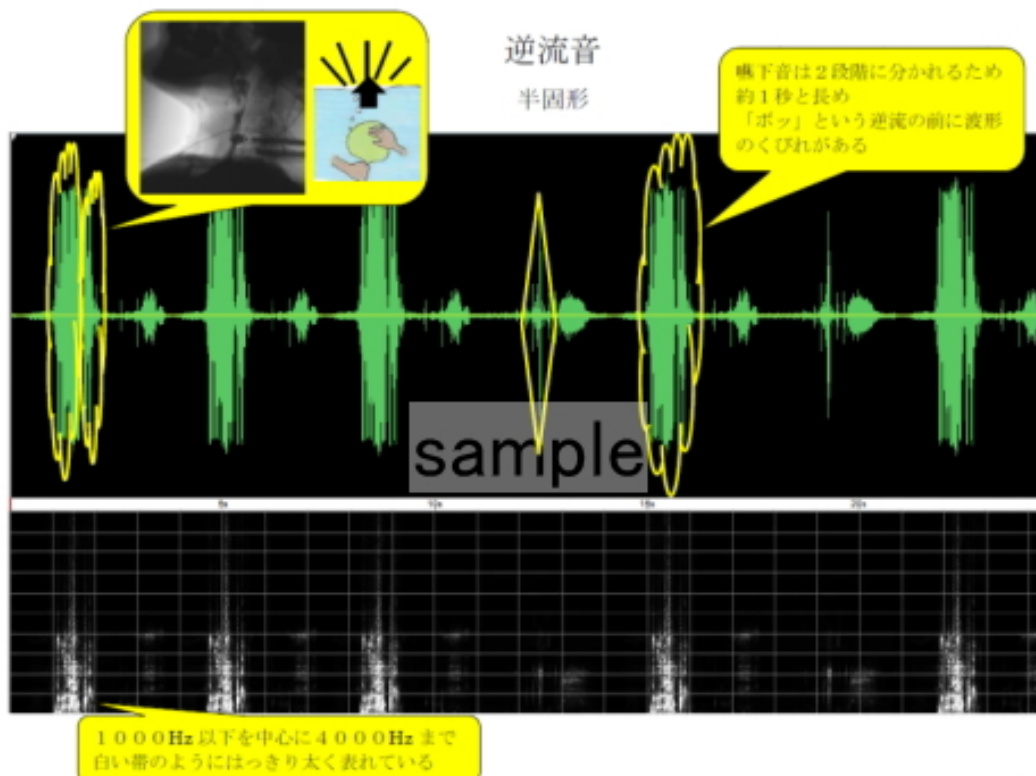 逆流音
半固形
嚥下音は２段階に分かれるため
約１秒と長め
「ボッ」という逆流の前に波形
のくびれがある
sample
5s
10s
15s
20s
１０００Hz 以下を中心に４０００Hz まで
白い帯のようにはっきり太く表れている